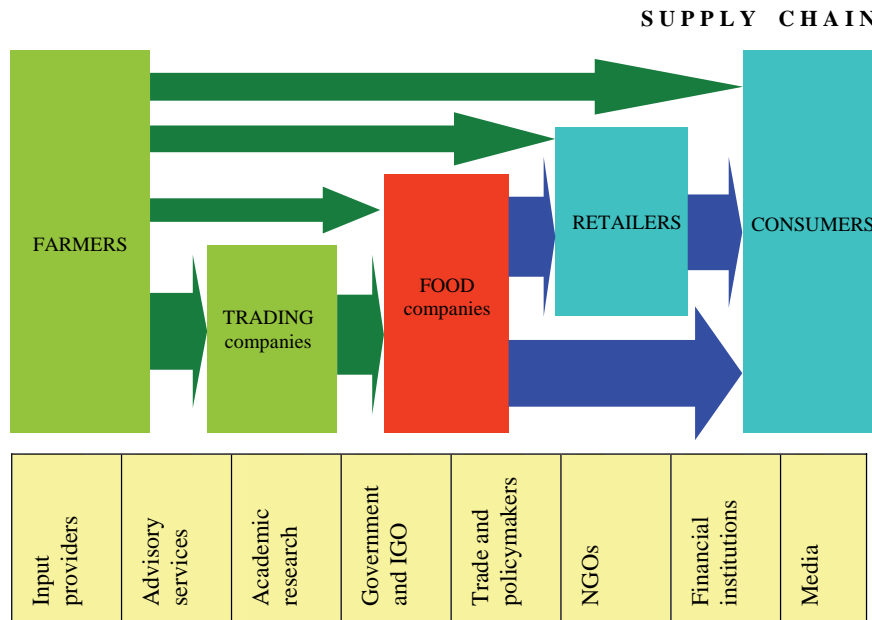 SUPPLY CHAIN
FARMERS
TRADING
companies
FOOD
companies
RETAILERS
CONSUMERS
Input
providers
Advisory
services
Academic
research
Government
and IGO
Trade and
policymakers
NGOs
Financial
institutions
Media